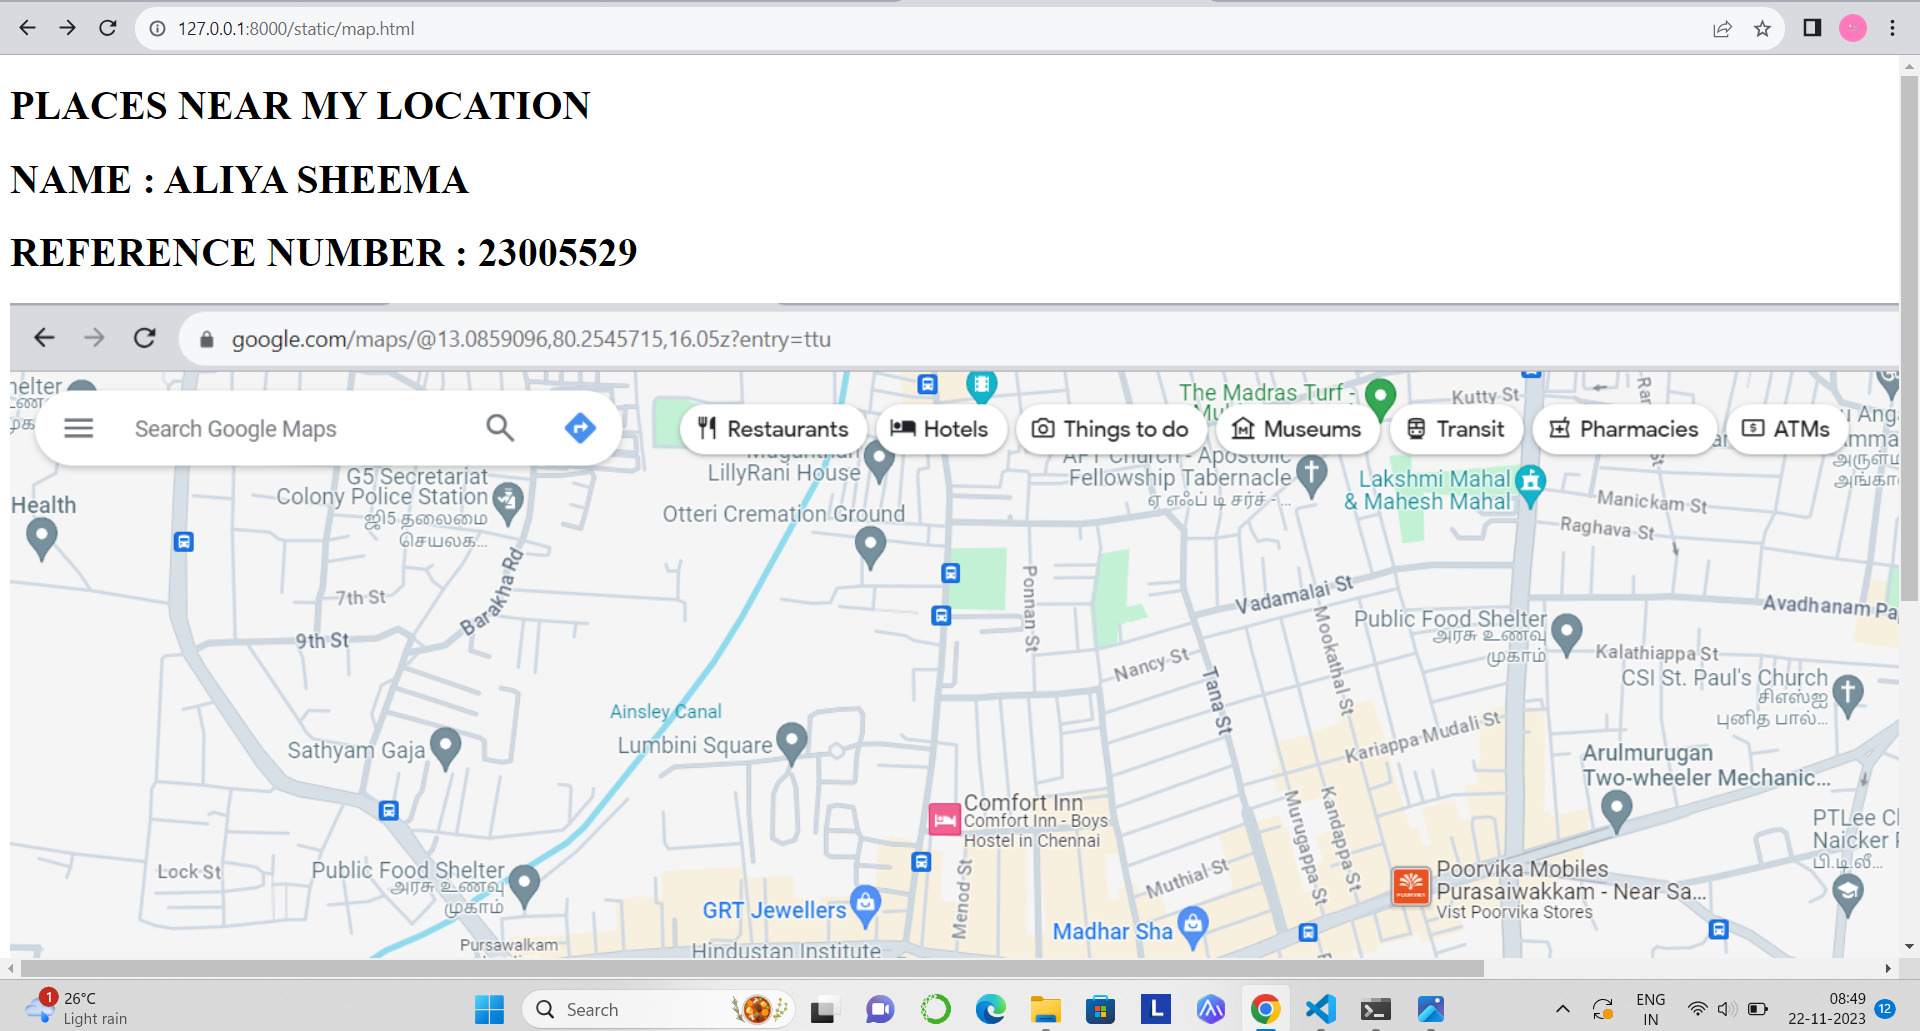 127.0.0.1:8000/static/map.html
PLACES NEAR MY LOCATION
NAME : ALIYA SHEEMA
REFERENCE NUMBER : 23005529
google.com/maps/@13.0859096,80.2545715,16.05z?entry=ttu
Search Google Maps
Restaurants
Hotels
Things to do
Museums
Transit
Pharmacies
ATMs
The Madras Turf -
Kutty St
LillyRani House
AFT Church - Apostolic
Fellowship Tabernacle
ஏ எஃப் டி சர்ச் - ...
Lakshmi Mahal
& Mahesh Mahal
Manickam St
Raghava St
G5 Secretariat
Colony Police Station
ஜி5 தலைமை
செயலக...
Health
Otteri Cremation Ground
7th St
9th St
Barakha Rd
Ponnan St
Vadamalai St
Mookathal St
Public Food Shelter
அரசு உணவு
முகாம்
Avadhanam Pa
Kalathiappa St
CSI St. Paul's Church
சிஎஸ்ஐ
புனித பால்...
Nancy St
Tana St
Kariappa Mudali St
Ainsley Canal
Lumbini Square
Sathyam Gaja
Arulmurugan
Two-wheeler Mechanic...
Comfort Inn
Comfort Inn - Boys
Hostel in Chennai
Murugappa St
Kandappa St
PTLee Cl
Naicker
பி.டி.லீ...
Lock St
Public Food Shelter
அரசு உணவு
முகாம்
Menod St
Muthial St
Poorvika Mobiles
Purasaiwakkam - Near Sa...
Vist Poorvika Stores
GRT Jewellers
Madhar Sha
Pursawalkam
Hindustan Institute
1
26°C
Light rain
Search
L
ENG
IN
08:49
22-11-2023
12